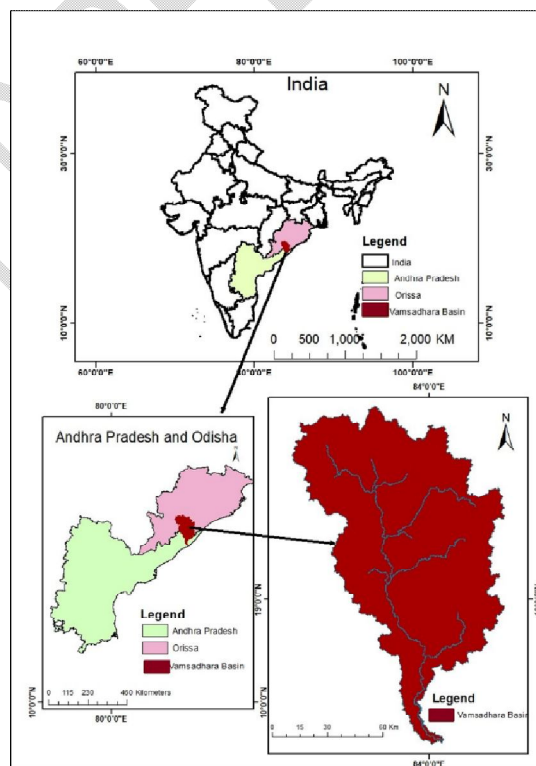 60°0'0"E 80°0'0"E 100°0'0"E
India
N
30°0'0"N
30°0'0"N
Legend
India
Andhra Pradesh
Orissa
Vamsadhara Basin
10°0'0"N
10°0'0"N
0 500 1,000 2,000 KM
60°0'0"E 80°0'0"E 100°0'0"E
80°0'0"E
Andhra Pradesh and Odisha
N
Legend
Andhra Pradesh
Orissa
Vamsadhara Basin
0 115 230 460 Kilometers
10°0'0"N
80°0'0"E
84°0'0"E
N
19°0'0"N
Legend
Vamsadhara Basin
0 15 30 60 Km
84°0'0"E